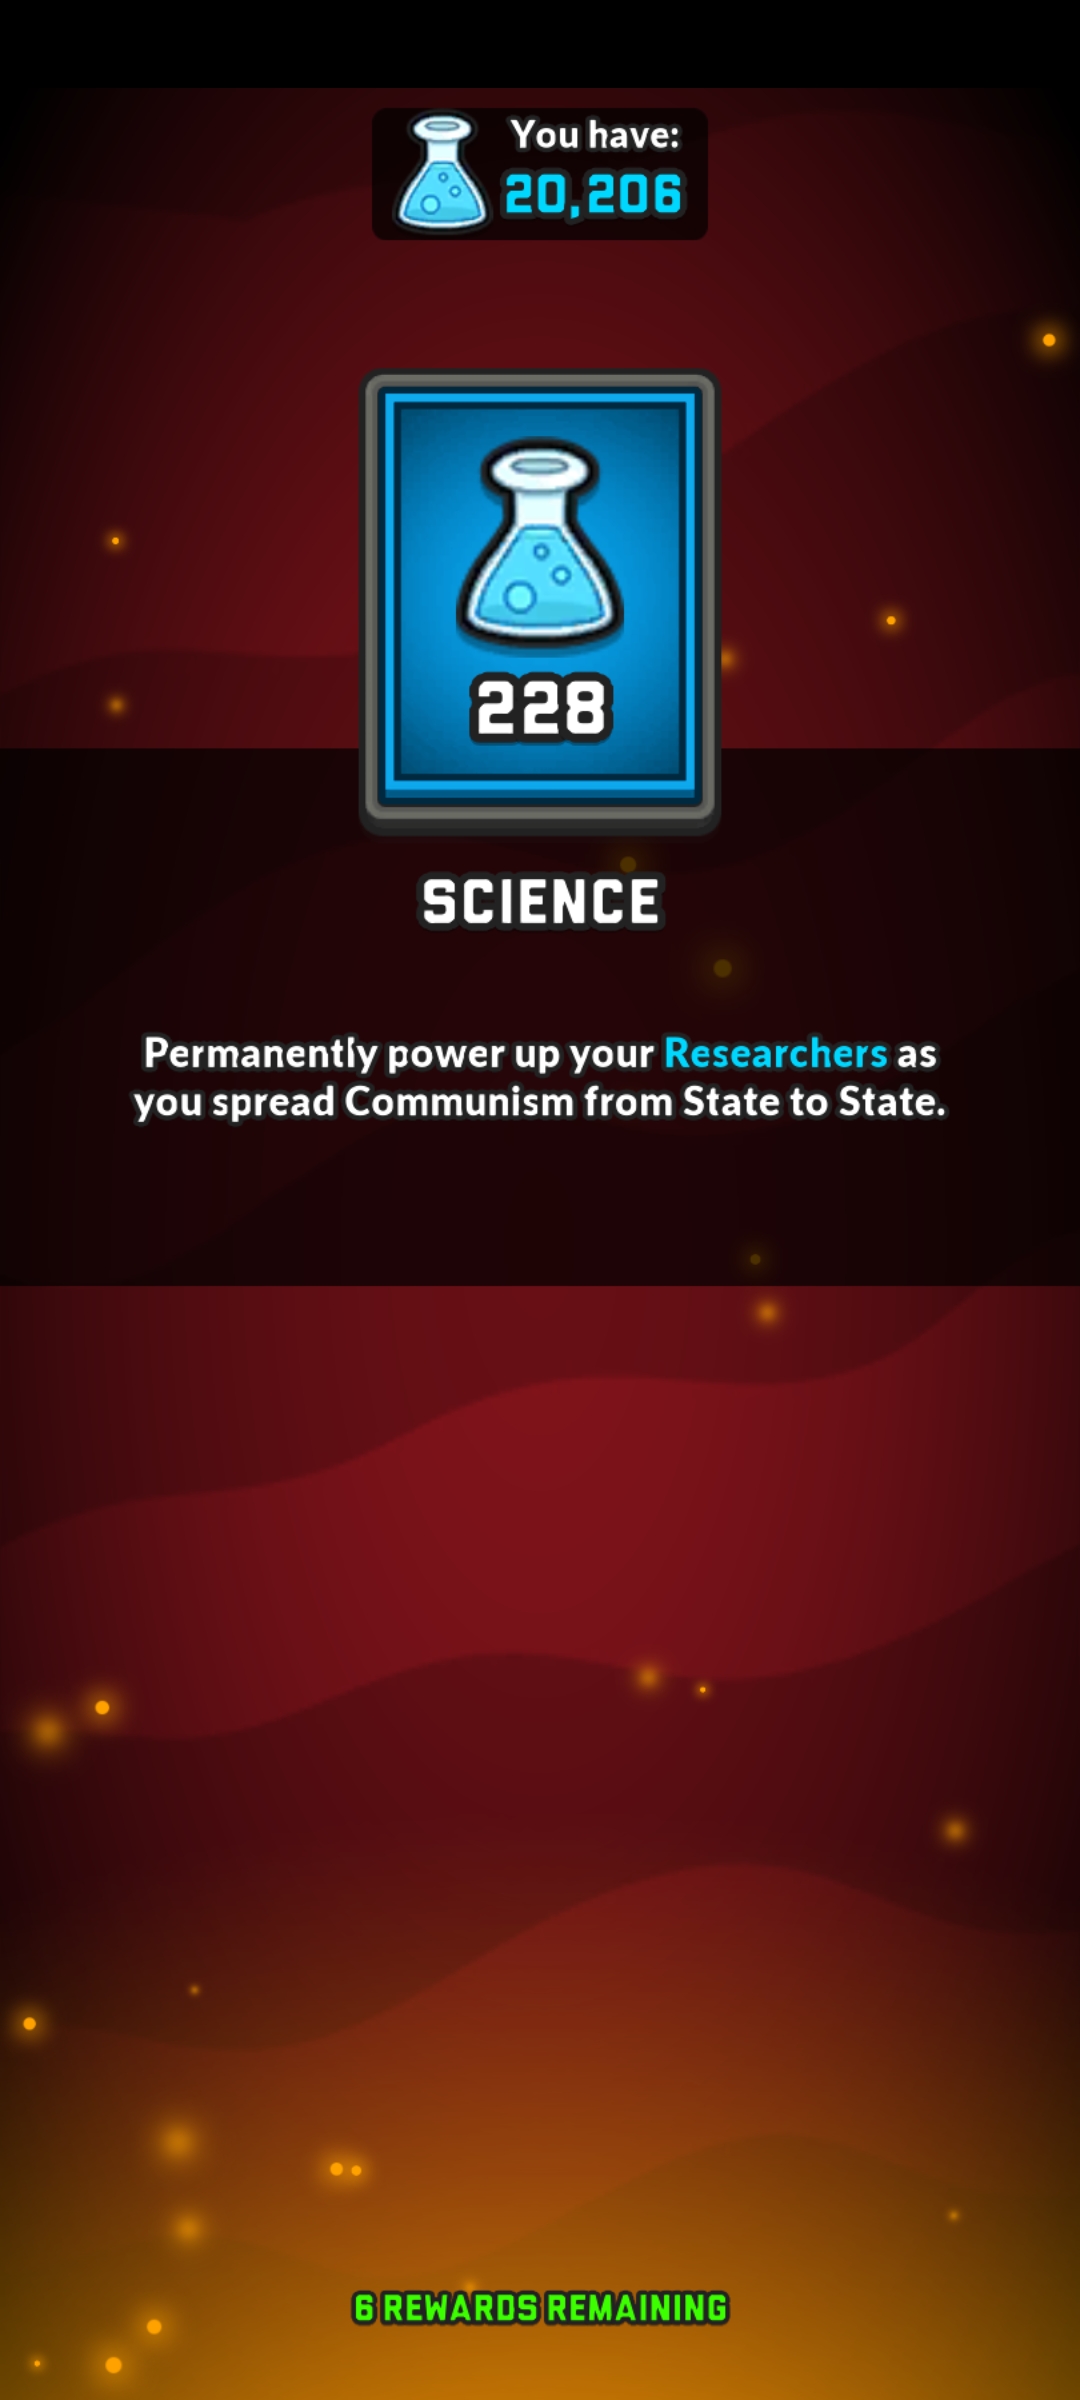 You have:
20,206
228
SCIENCE
Permanently power up your Researchers as
you spread Communism from State to State.
6 REWARDS REMAINING